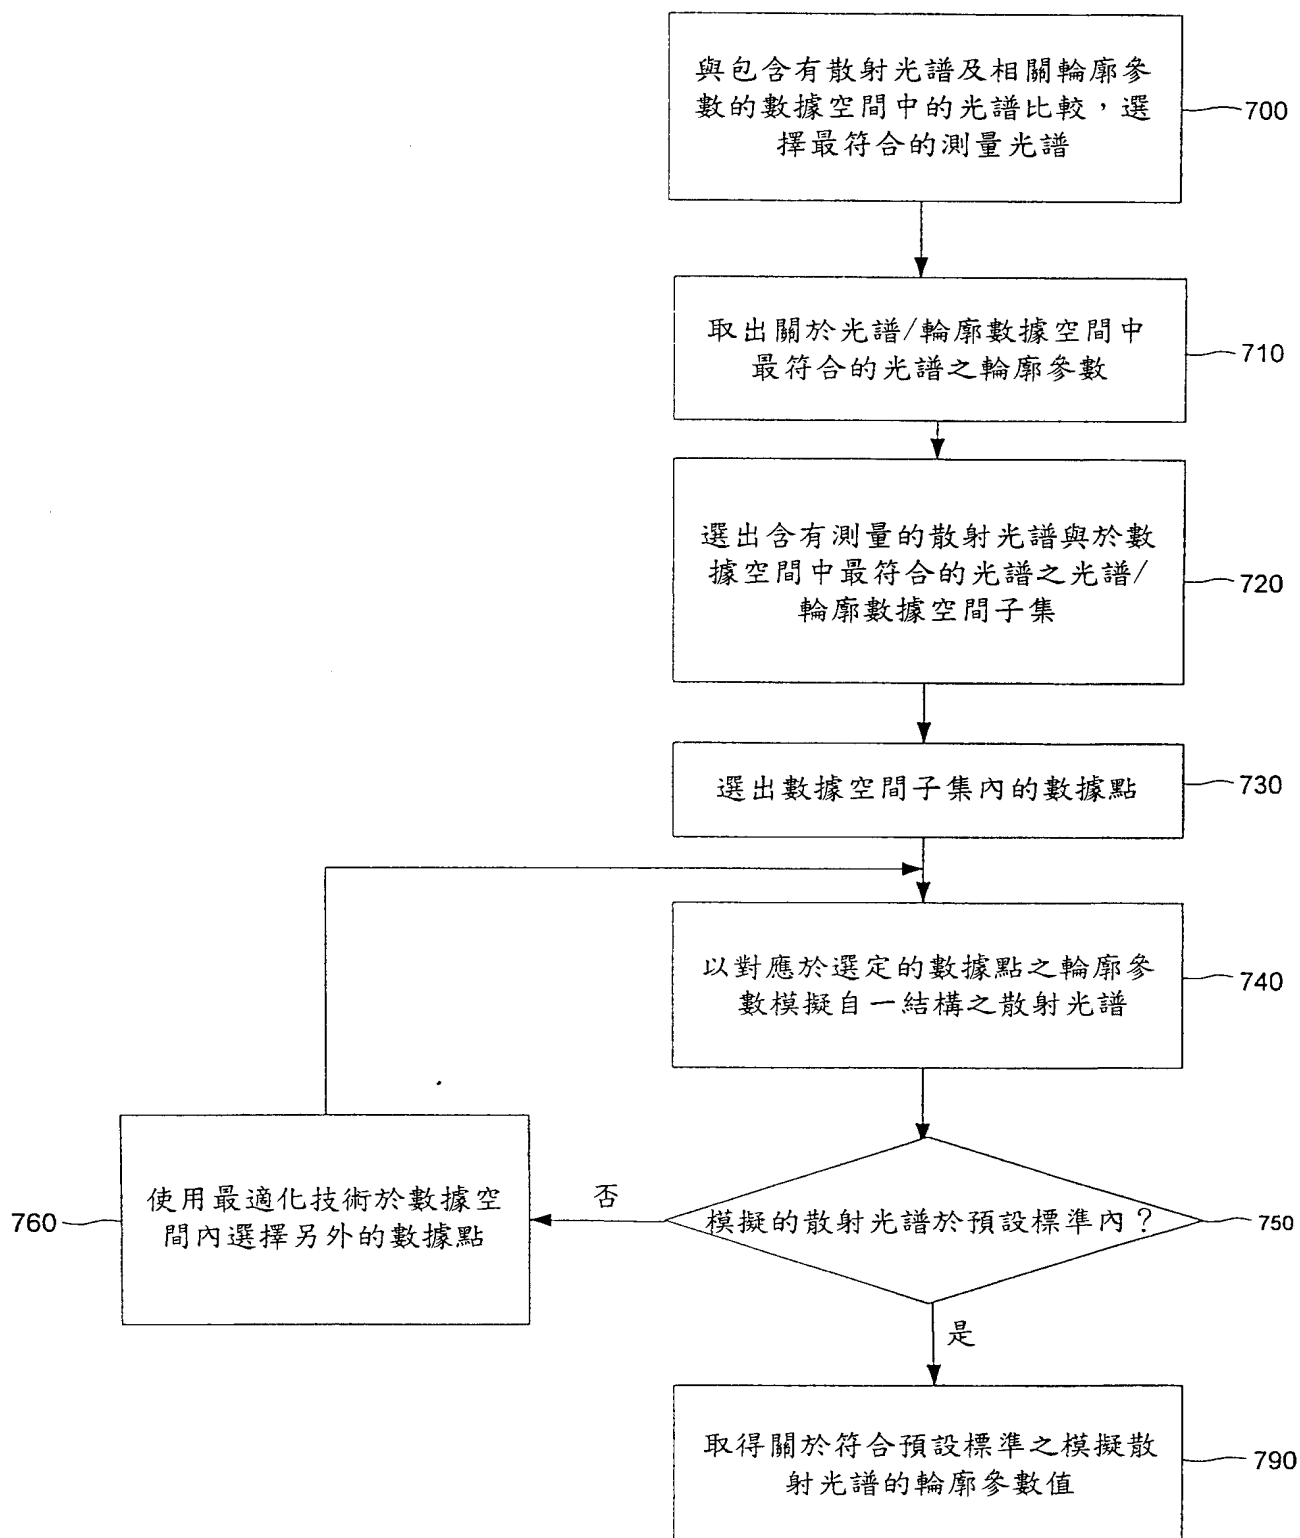 與包含有散射光譜及相關輪廓參
數的數據空間中的光譜比較，選
擇最符合的測量光譜
700
取出關於光譜/輪廓數據空間中
最符合的光譜之輪廓參數
710
選出含有測量的散射光譜與於數
據空間中最符合的光譜之光譜/
輪廓數據空間子集
720
選出數據空間子集內的數據點
730
以對應於選定的數據點之輪廓參
數模擬自一結構之散射光譜
740
模擬的散射光譜於預設標準內？
750
否
使用最適化技術於數據空
間內選擇另外的數據點
760
是
取得關於符合預設標準之模擬散
射光譜的輪廓參數值
790